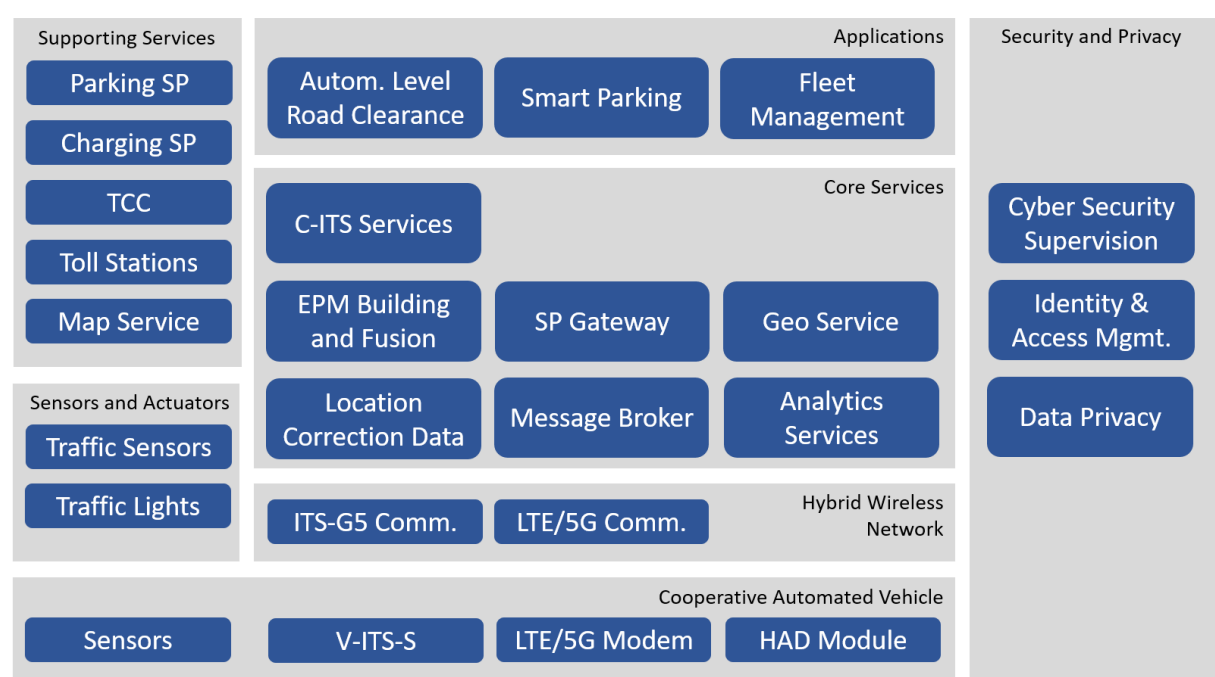 Supporting Services
Parking SP
Charging SP
TCC
Toll Stations
Map Service
Sensors and Actuators
Traffic Sensors
Traffic Lights
Applications
Autom. Level
Road Clearance
Smart Parking
Fleet
Management
Core Services
C-ITS Services
EPM Building
and Fusion
SP Gateway
Geo Service
Location
Correction Data
Message Broker
Analytics
Services
Hybrid Wireless
Network
ITS-G5 Comm.
LTE/5G Comm.
Cooperative Automated Vehicle
Sensors
V-ITS-S
LTE/5G Modem
HAD Module
Security and Privacy
Cyber Security
Supervision
Identity &
Access Mgmt.
Data Privacy